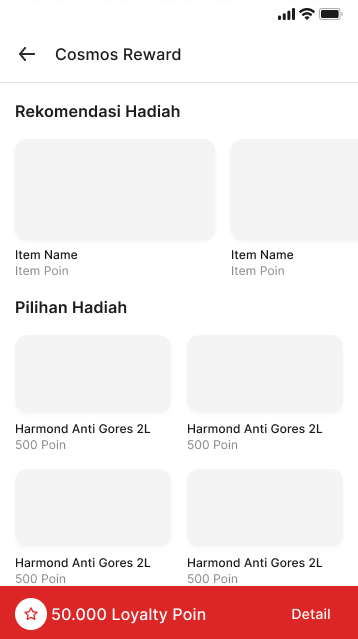 Cosmos Reward
Rekomendasi Hadiah
Item Name
Item Poin
Item Name
Item Poin
Pilihan Hadiah
Harmond Anti Gores 2L
500 Poin
Harmond Anti Gores 2L
500 Poin
Harmond Anti Gores 2L
500 Poin
Harmond Anti Gores 2L
500 Poin
50.000 Loyalty Poin
Detail